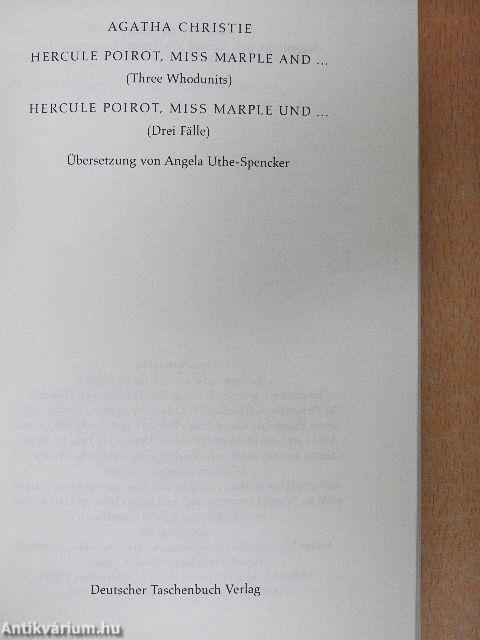 AGATHA CHRISTIE
HERCULE POIROT, MISS MARPLE AND ...
(Three Whodunits)
HERCULE POIROT, MISS MARPLE UND ...
(Drei Fälle)
Übersetzung von Angela Uthe-Spencker
Deutscher Taschenbuch Verlag
Antikvárium.hu